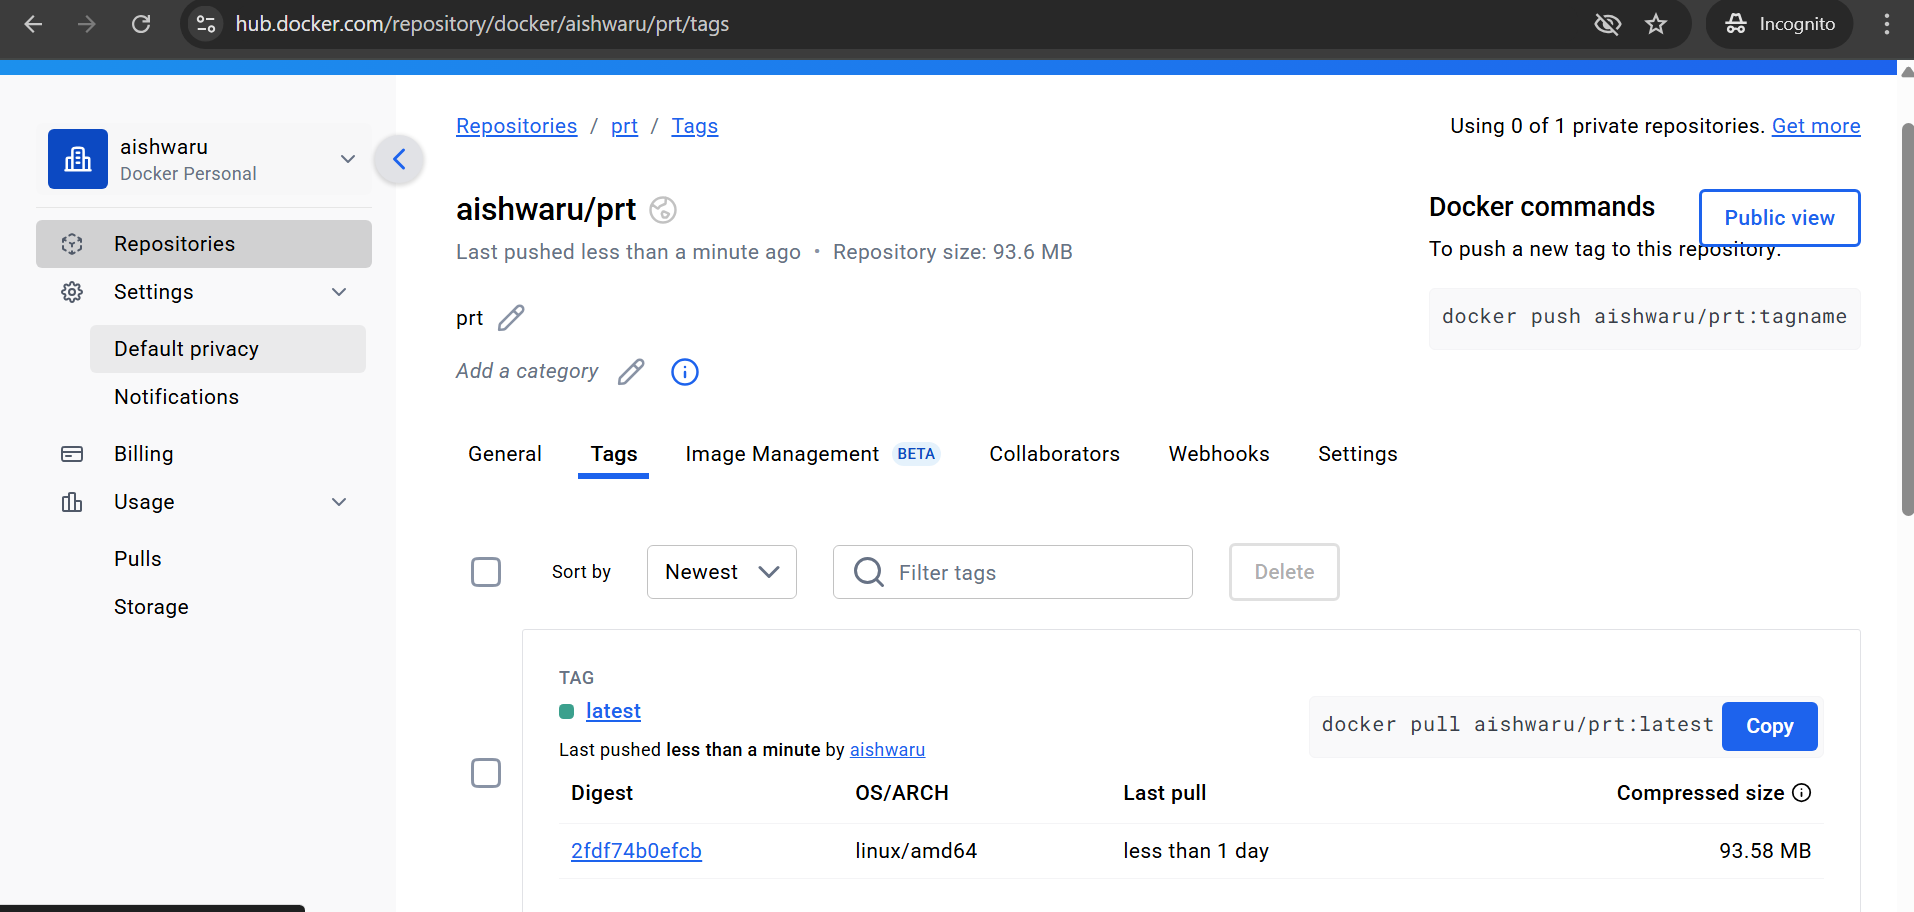 hub.docker.com/repository/docker/aishwaru/prt/tags
Incognito
aishwaru
Docker Personal
Repositories
Settings
Default privacy
Notifications
Billing
Usage
Pulls
Storage
Repositories / prt / Tags
Using 0 of 1 private repositories. Get more
aishwaru/prt
Last pushed less than a minute ago • Repository size: 93.6 MB
prt
Add a category
Docker commands
Public view
To push a new tag to this repository:
docker push aishwaru/prt:tagname
General Tags Image Management BETA Collaborators Webhooks Settings
Sort by Newest Filter tags Delete
TAG
latest
Last pushed less than a minute by aishwaru
docker pull aishwaru/prt:latest Copy
Digest OS/ARCH Last pull Compressed size
2fdf74b0efcb linux/amd64 less than 1 day 93.58 MB